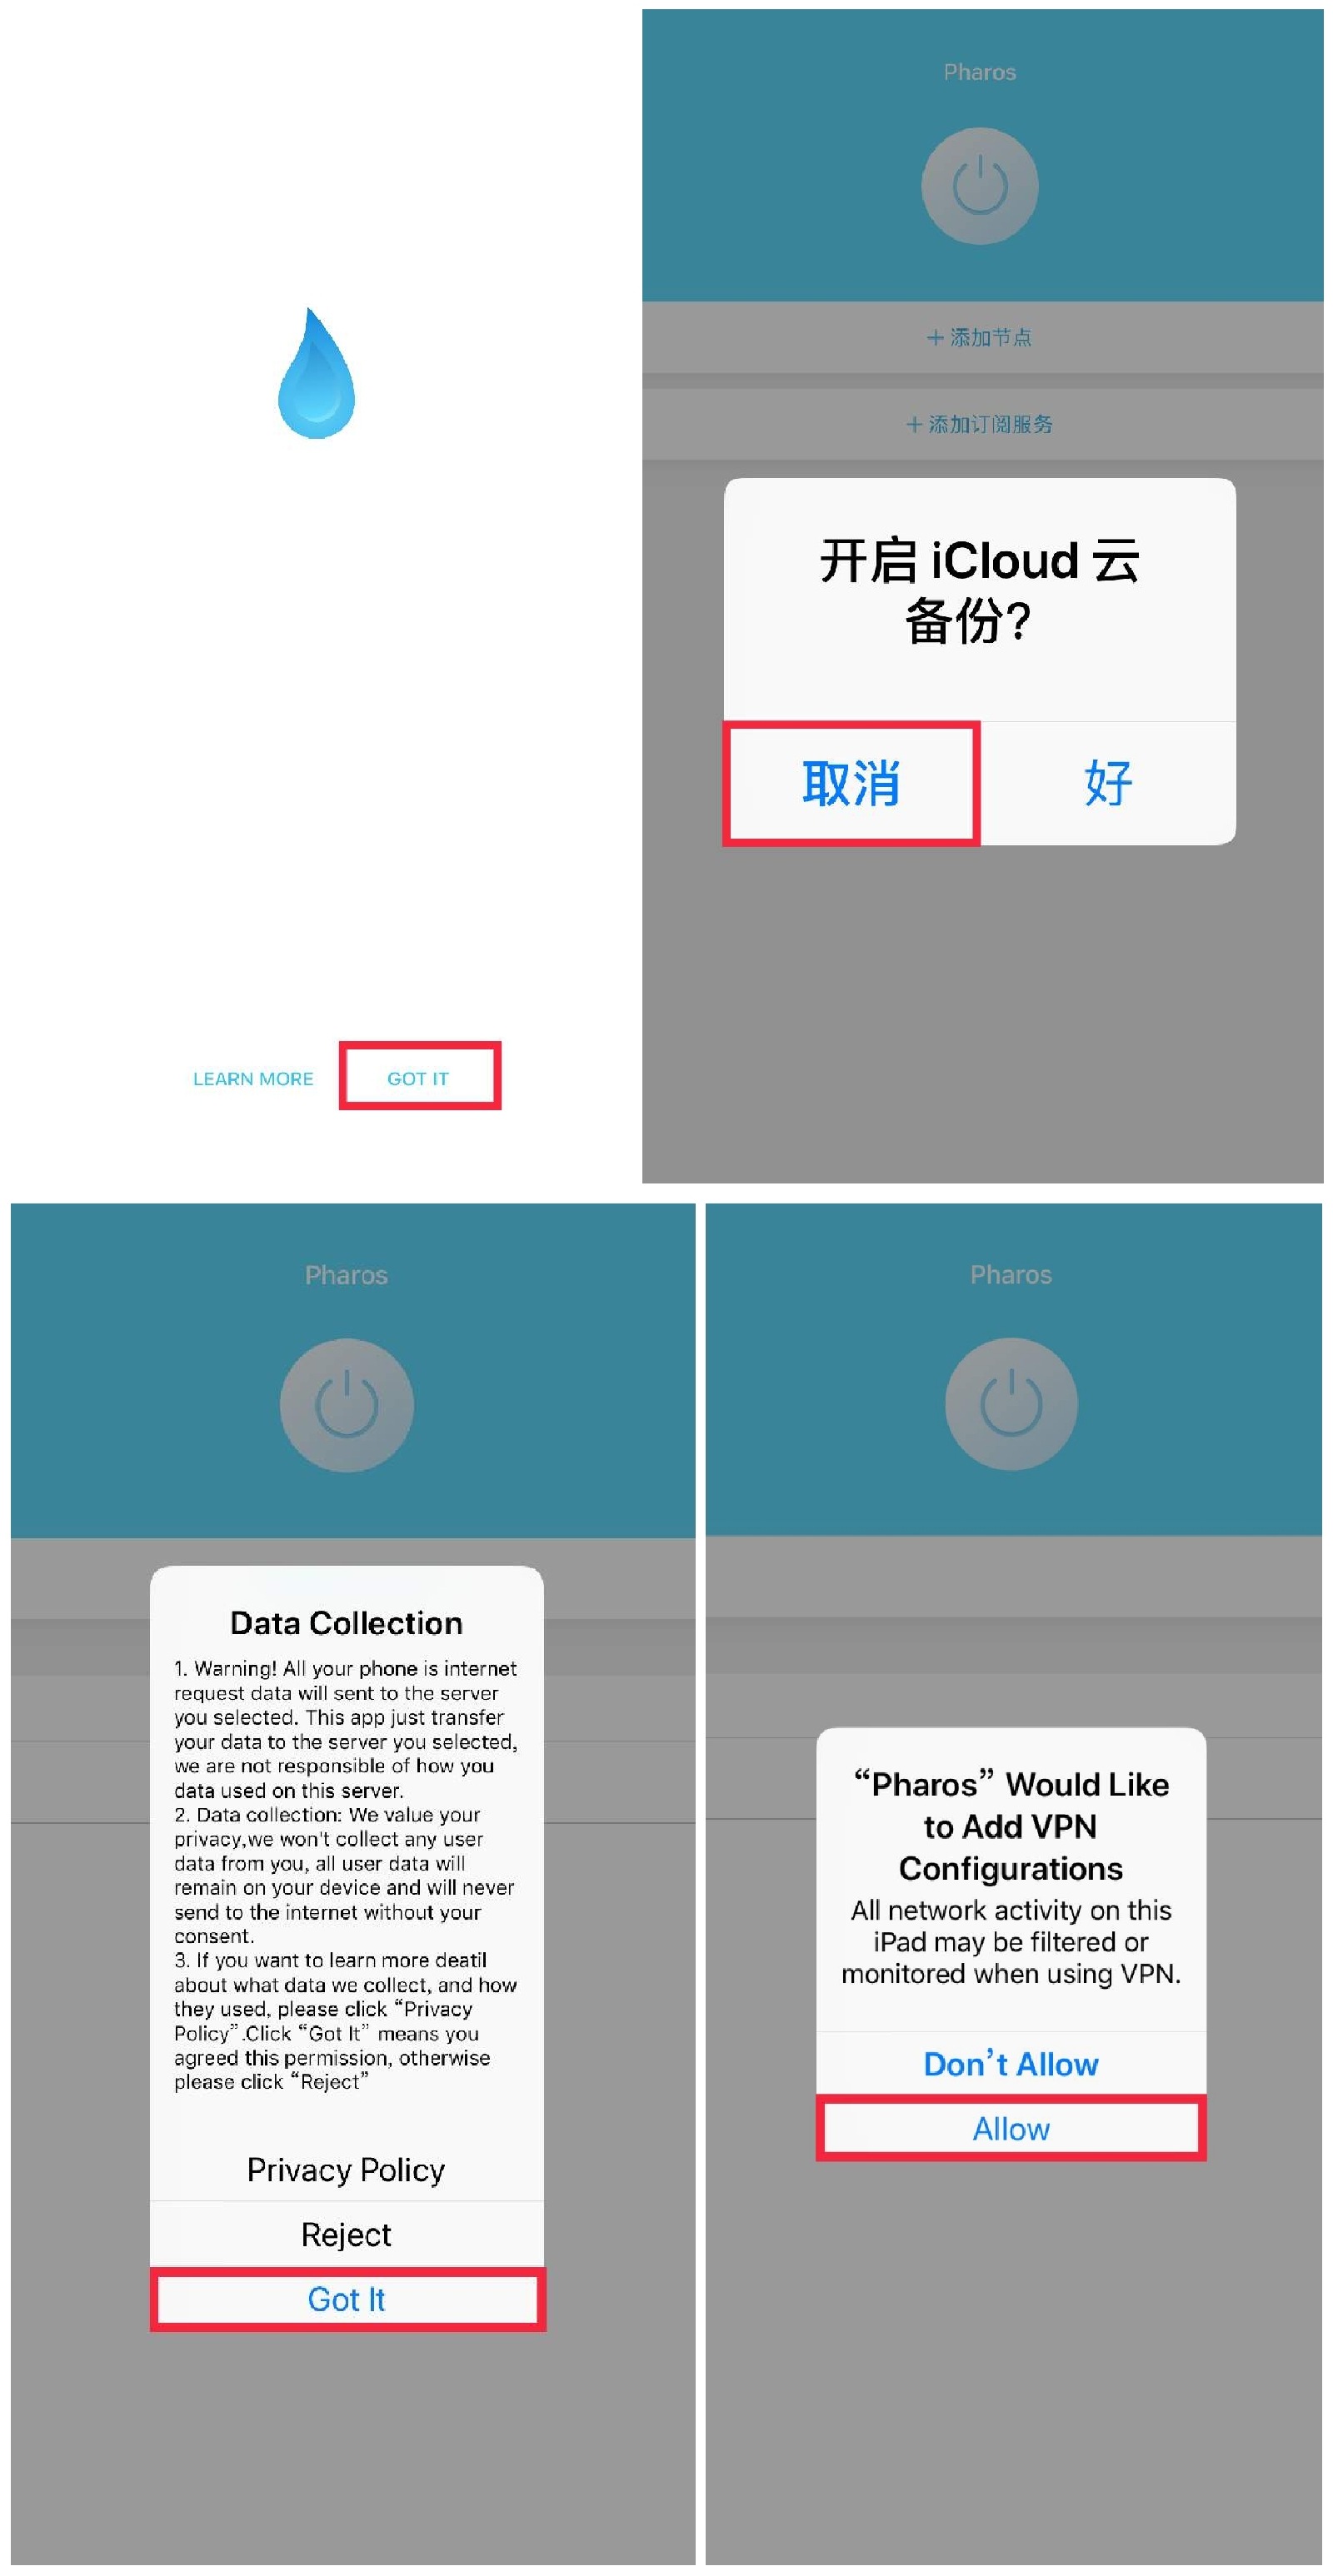 LEARN MORE
GOT IT
Pharos
+ 添加节点
+ 添加订阅服务
开启 iCloud 云
备份?
取消
好
Pharos
Data Collection
1. Warning! All your phone is internet
request data will sent to the server
you selected. This app just transfer
your data to the server you selected,
we are not responsible of how you
data used on this server.
2. Data collection: We value your
privacy,we won't collect any user
data from you, all user data will
remain on your device and will never
send to the internet without your
consent.
3. If you want to learn more deatil
about what data we collect, and how
they used, please click “Privacy
Policy”.Click “Got It” means you
agreed this permission, otherwise
please click “Reject”
Privacy Policy
Reject
Got It
Pharos
“Pharos” Would Like
to Add VPN
Configurations
All network activity on this
iPad may be filtered or
monitored when using VPN.
Don’t Allow
Allow